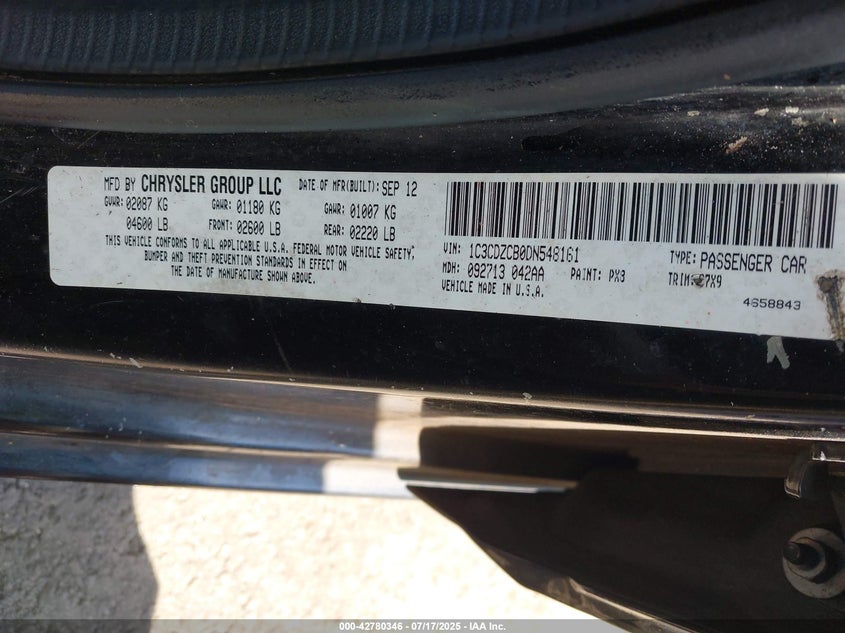 MFD BY CHRYSLER GROUP LLC DATE OF MFR(BUILT): SEP 12
GVWR: 02087 KG GAWR: 01180 KG GAWR: 01007 KG
04600 LB FRONT: 02600 LB REAR: 02220 LB
THIS VEHICLE CONFORMS TO ALL APPLICABLE U.S.A. FEDERAL MOTOR VEHICLE SAFETY,
BUMPER AND THEFT PREVENTION STANDARDS IN EFFECT ON
THE DATE OF MANUFACTURE SHOWN ABOVE.
VIN: 1C3CDZCB0DN548161 TYPE: PASSENGER CAR
MDH: 092713 042AA PAINT: PX3 TRIM:
VEHICLE MADE IN U.S.A.
4658843
000-42780346 - 07/17/2025 - IAA Inc.